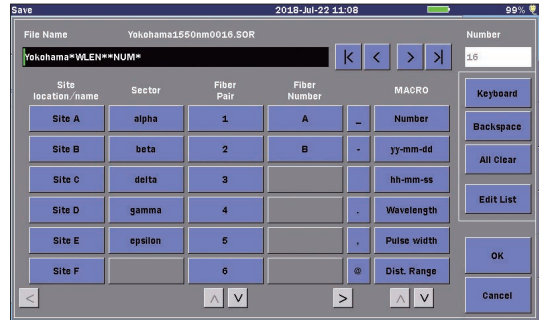 Save 2018-Jul-22 11:08 99%
File Name Yokohama1550nm0016.SOR Number
Yokohama*WLEN**NUM* |< < > >| 16
Site location/name Sector Fiber Pair Fiber Number MACRO
Keyboard
Site A alpha 1 A _ Number
Backspace
Site B beta 2 B - yy-mm-dd
All Clear
Site C delta 3 hh-mm-ss
Edit List
Site D gamma 4 . Wavelength
Site E epsilon 5 , Pulse width
OK
Site F 6 @ Dist. Range
< Λ V > Λ V Cancel